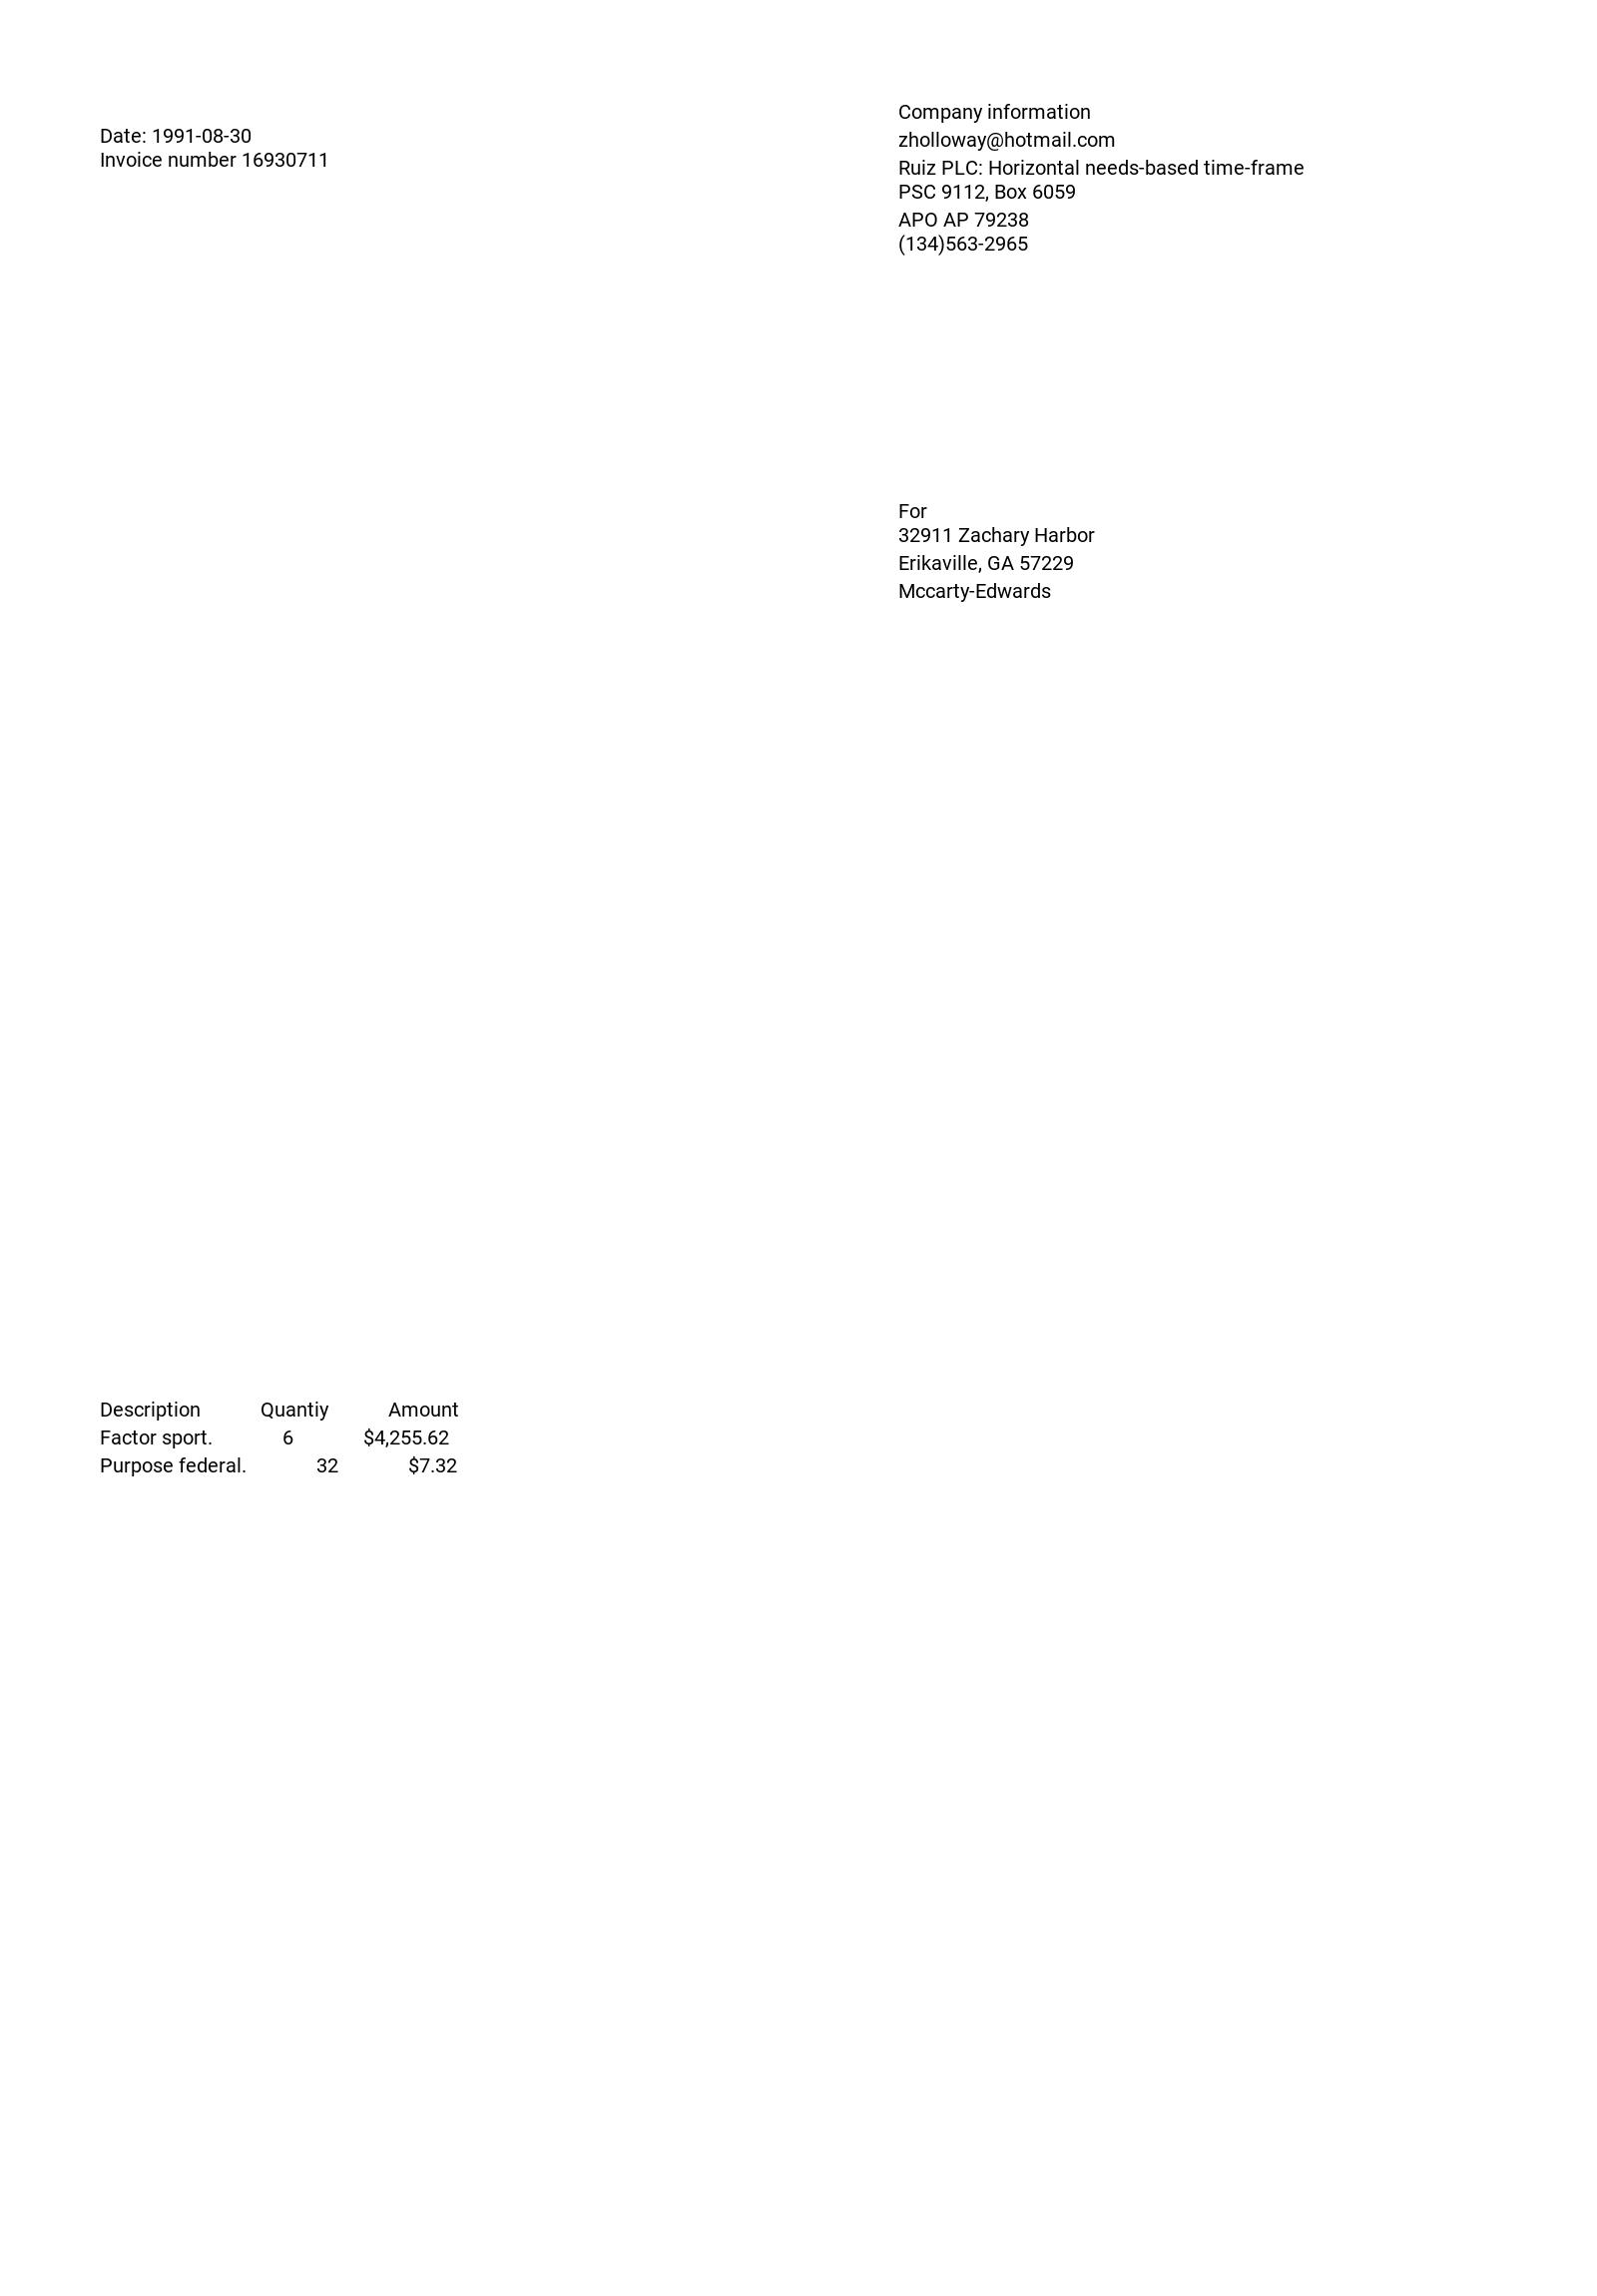 Date: 1991-08-30
Invoice number 16930711
Company information
zholloway@hotmail.com
Ruiz PLC: Horizontal needs-based time-frame
PSC 9112, Box 6059
APO AP 79238
(134)563-2965
For
32911 Zachary Harbor
Erikaville, GA 57229
Mccarty-Edwards
Description Quantiy Amount
Factor sport. 6 $4,255.62
Purpose federal. 32 $7.32